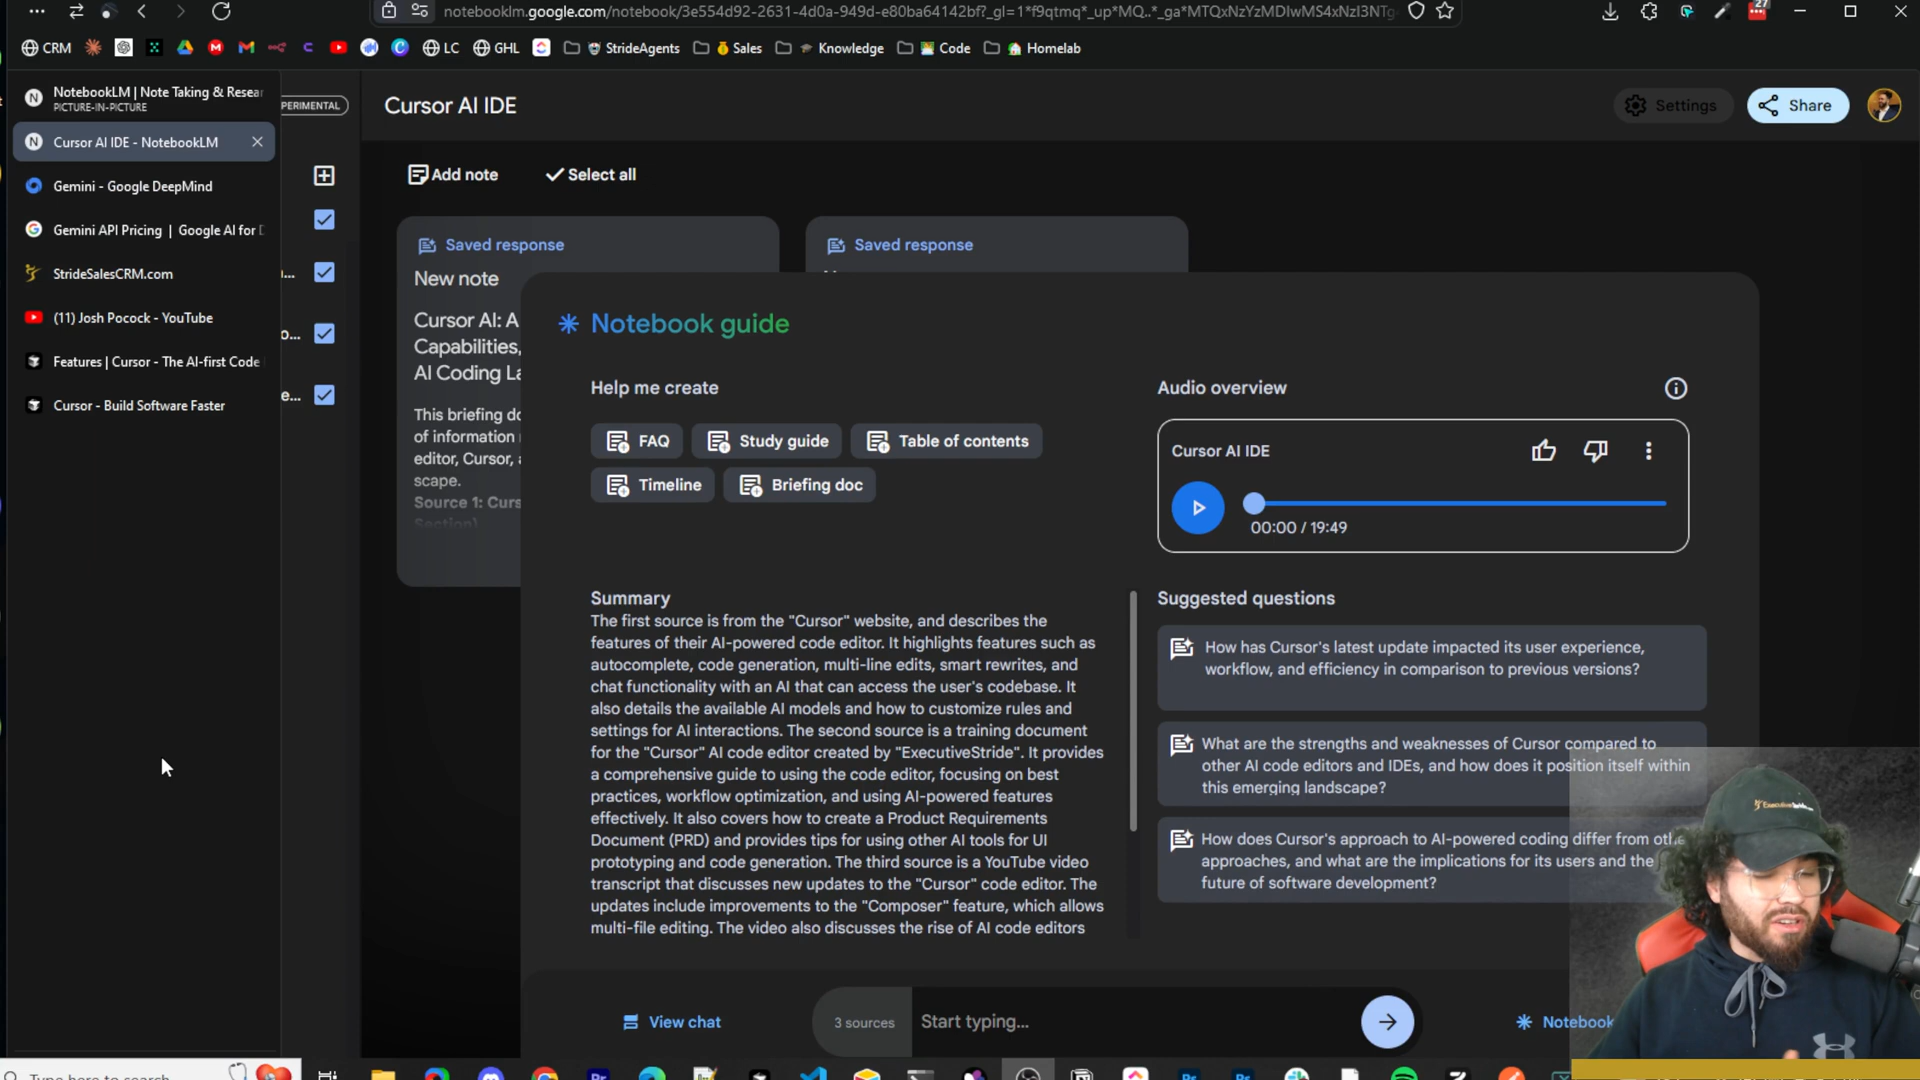 notebooklm.google.com/notebook/3e554d92-2631-4d0a-949d-e80ba64142bf?_gl=1*f9qtmq*_up*MQ..*_ga*MTQxNzYzMDIwMS4xNzI3NTg
27
CRM
LC
GHL
StrideAgents
Sales
Knowledge
Code
Homelab
NotebookLM | Note Taking & Resear
PICTURE-IN-PICTURE
Cursor AI IDE - NotebookLM
Gemini - Google DeepMind
Gemini API Pricing | Google AI for D
StrideSalesCRM.com
(11) Josh Pocock - YouTube
Features | Cursor - The AI-first Code
Cursor - Build Software Faster
PERIMENTAL
Cursor AI IDE
Settings
Share
Add note
Select all
...
o...
e...
Saved response
New note
Cursor AI: A
Capabilities,
AI Coding La
This briefing do
of information
editor, Cursor, a
scape.
Source 1: Curs
Section)
Saved response
Notebook guide
Help me create
FAQ
Study guide
Table of contents
Timeline
Briefing doc
Audio overview
Cursor AI IDE
00:00 / 19:49
Summary
The first source is from the "Cursor" website, and describes the
features of their AI-powered code editor. It highlights features such as
autocomplete, code generation, multi-line edits, smart rewrites, and
chat functionality with an AI that can access the user's codebase. It
also details the available AI models and how to customize rules and
settings for AI interactions. The second source is a training document
for the "Cursor" AI code editor created by "ExecutiveStride". It provides
a comprehensive guide to using the code editor, focusing on best
practices, workflow optimization, and using AI-powered features
effectively. It also covers how to create a Product Requirements
Document (PRD) and provides tips for using other AI tools for UI
prototyping and code generation. The third source is a YouTube video
transcript that discusses new updates to the "Cursor" code editor. The
updates include improvements to the "Composer" feature, which allows
multi-file editing. The video also discusses the rise of AI code editors
Suggested questions
How has Cursor's latest update impacted its user experience,
workflow, and efficiency in comparison to previous versions?
What are the strengths and weaknesses of Cursor compared to
other AI code editors and IDEs, and how does it position itself within
this emerging landscape?
How does Cursor's approach to AI-powered coding differ from othe
approaches, and what are the implications for its users and the
future of software development?
View chat
3 sources
Start typing...
Notebook
Type here to search